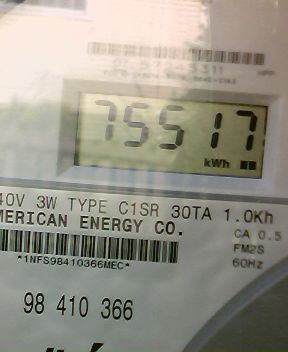 75517
kWh
40V 3W TYPE C1SR 30TA 1.0Kh
MERICAN ENERGY CO.
CA 0.5
FM2S
60Hz
*1NFS98410366MEC*
98 410 366